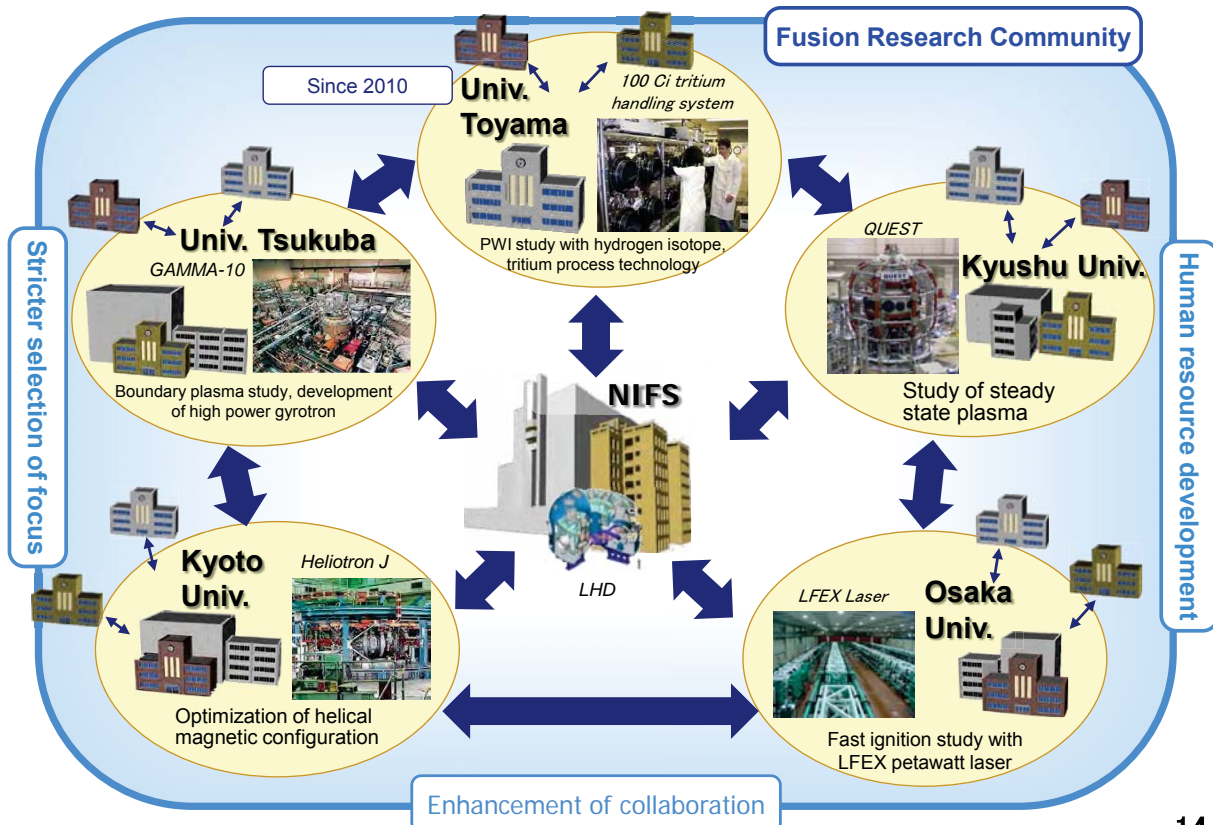 Fusion Research Community
Since 2010
Univ.
Toyama
100 Ci tritium
handling system
PWI study with hydrogen isotope,
tritium process technology
Univ. Tsukuba
GAMMA-10
Boundary plasma study, development
of high power gyrotron
QUEST
QUEST
Kyushu Univ.
Study of steady
state plasma
Stricter selection of focus
Human resource development
NIFS
LHD
Kyoto
Univ.
Heliotron J
Optimization of helical
magnetic configuration
LFEX Laser
Osaka
Univ.
Fast ignition study with
LFEX petawatt laser
Enhancement of collaboration
14